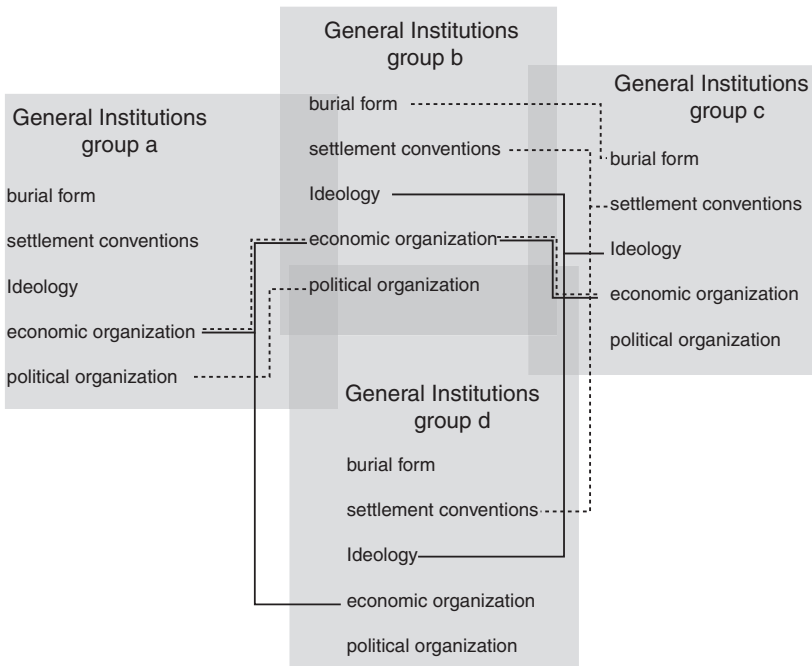 General Institutions
group a
burial form
settlement conventions
Ideology
economic organization
political organization
General Institutions
group b
burial form
settlement conventions
Ideology
economic organization
political organization
General Institutions
group c
burial form
settlement conventions
Ideology
economic organization
political organization
General Institutions
group d
burial form
settlement conventions
Ideology
economic organization
political organization